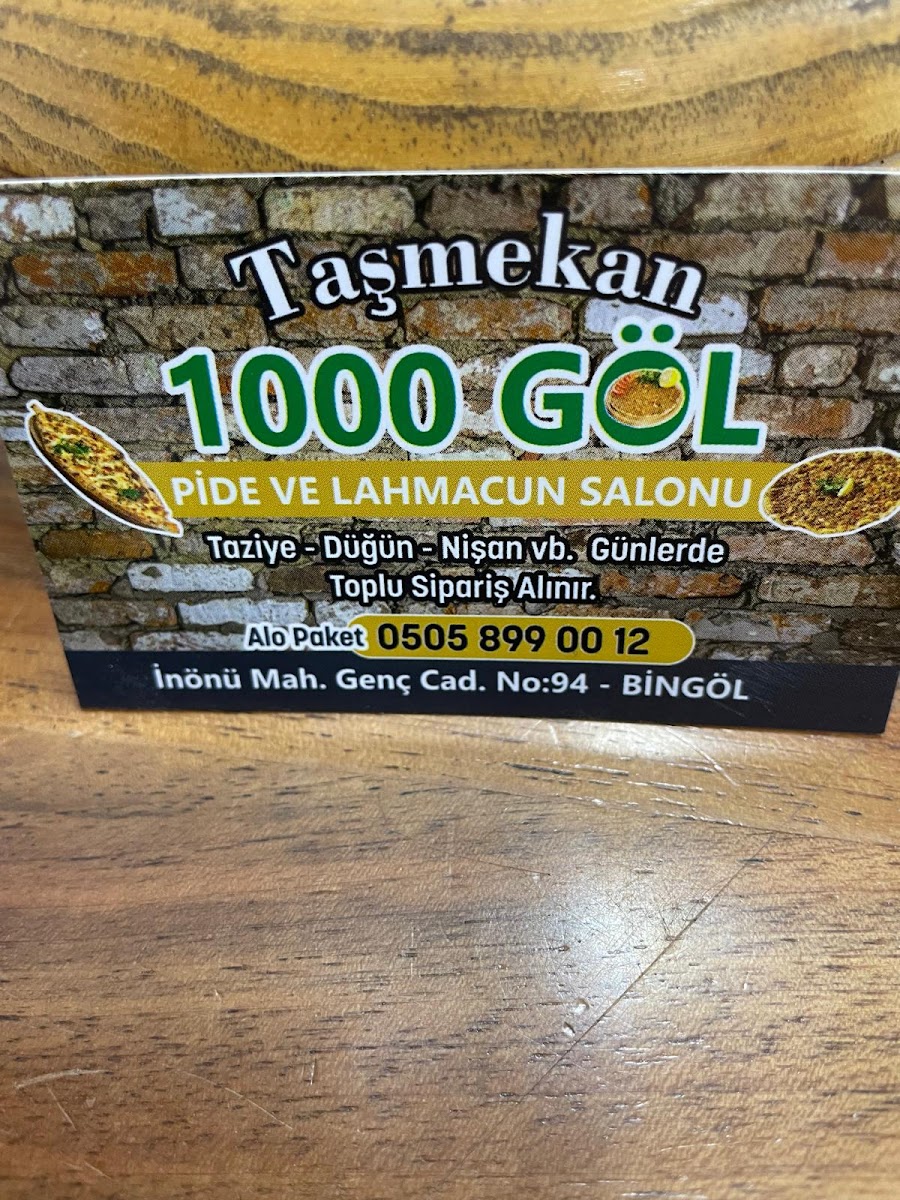 Taşmekan
1000 GÖL
PİDE VE LAHMACUN SALONU
Taziye - Düğün - Nişan vb. Günlerde
Toplu Sipariş Alınır.
Alo Paket 0505 899 00 12
İnönü Mah. Genç Cad. No:94 - BİNGÖL